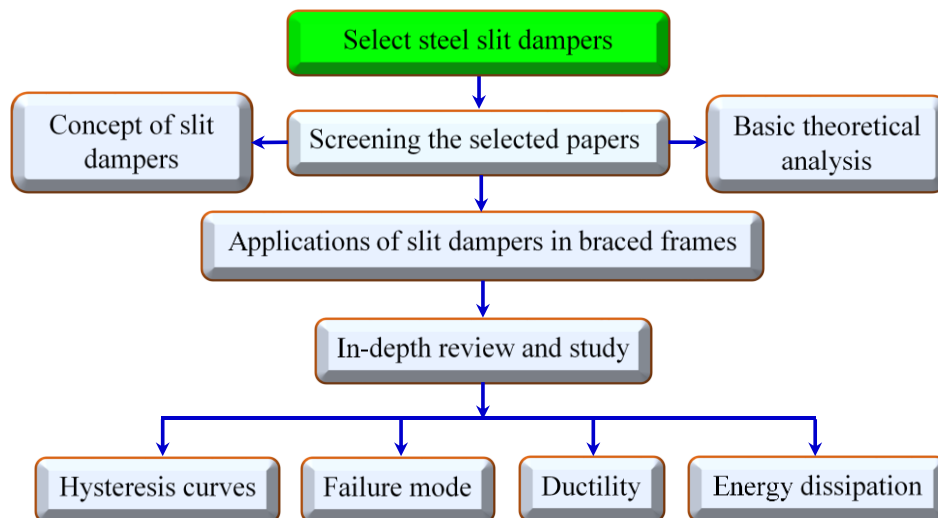 Select steel slit dampers
Concept of slit
dampers
Screening the selected papers
Basic theoretical
analysis
Applications of slit dampers in braced frames
In-depth review and study
Hysteresis curves
Failure mode
Ductility
Energy dissipation